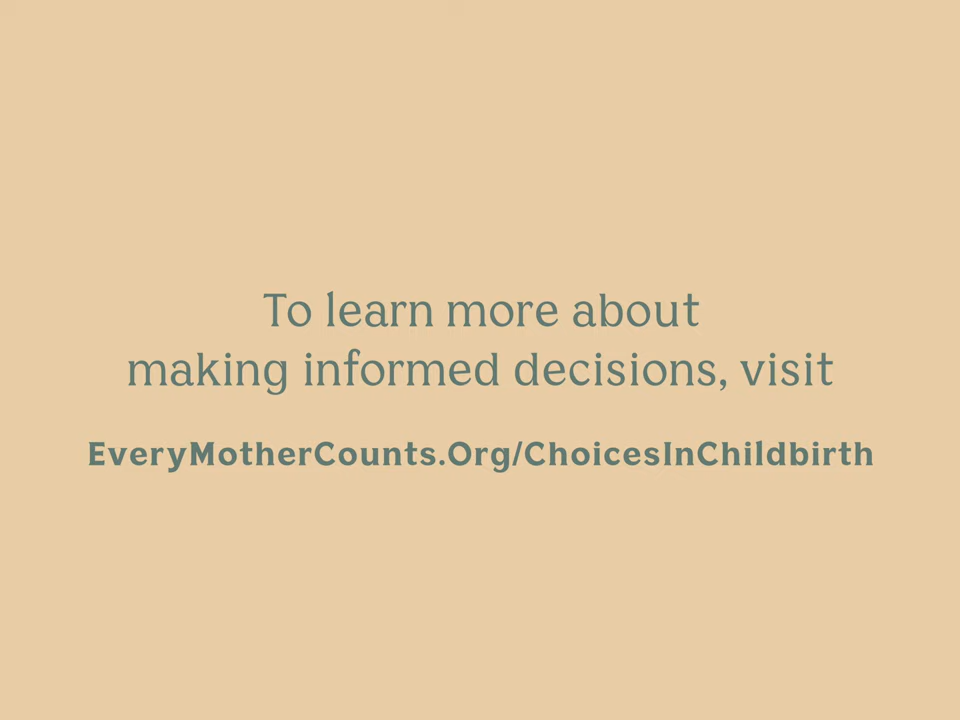 To learn more about
making informed decisions, visit
EveryMotherCounts.Org/ChoicesInChildbirth